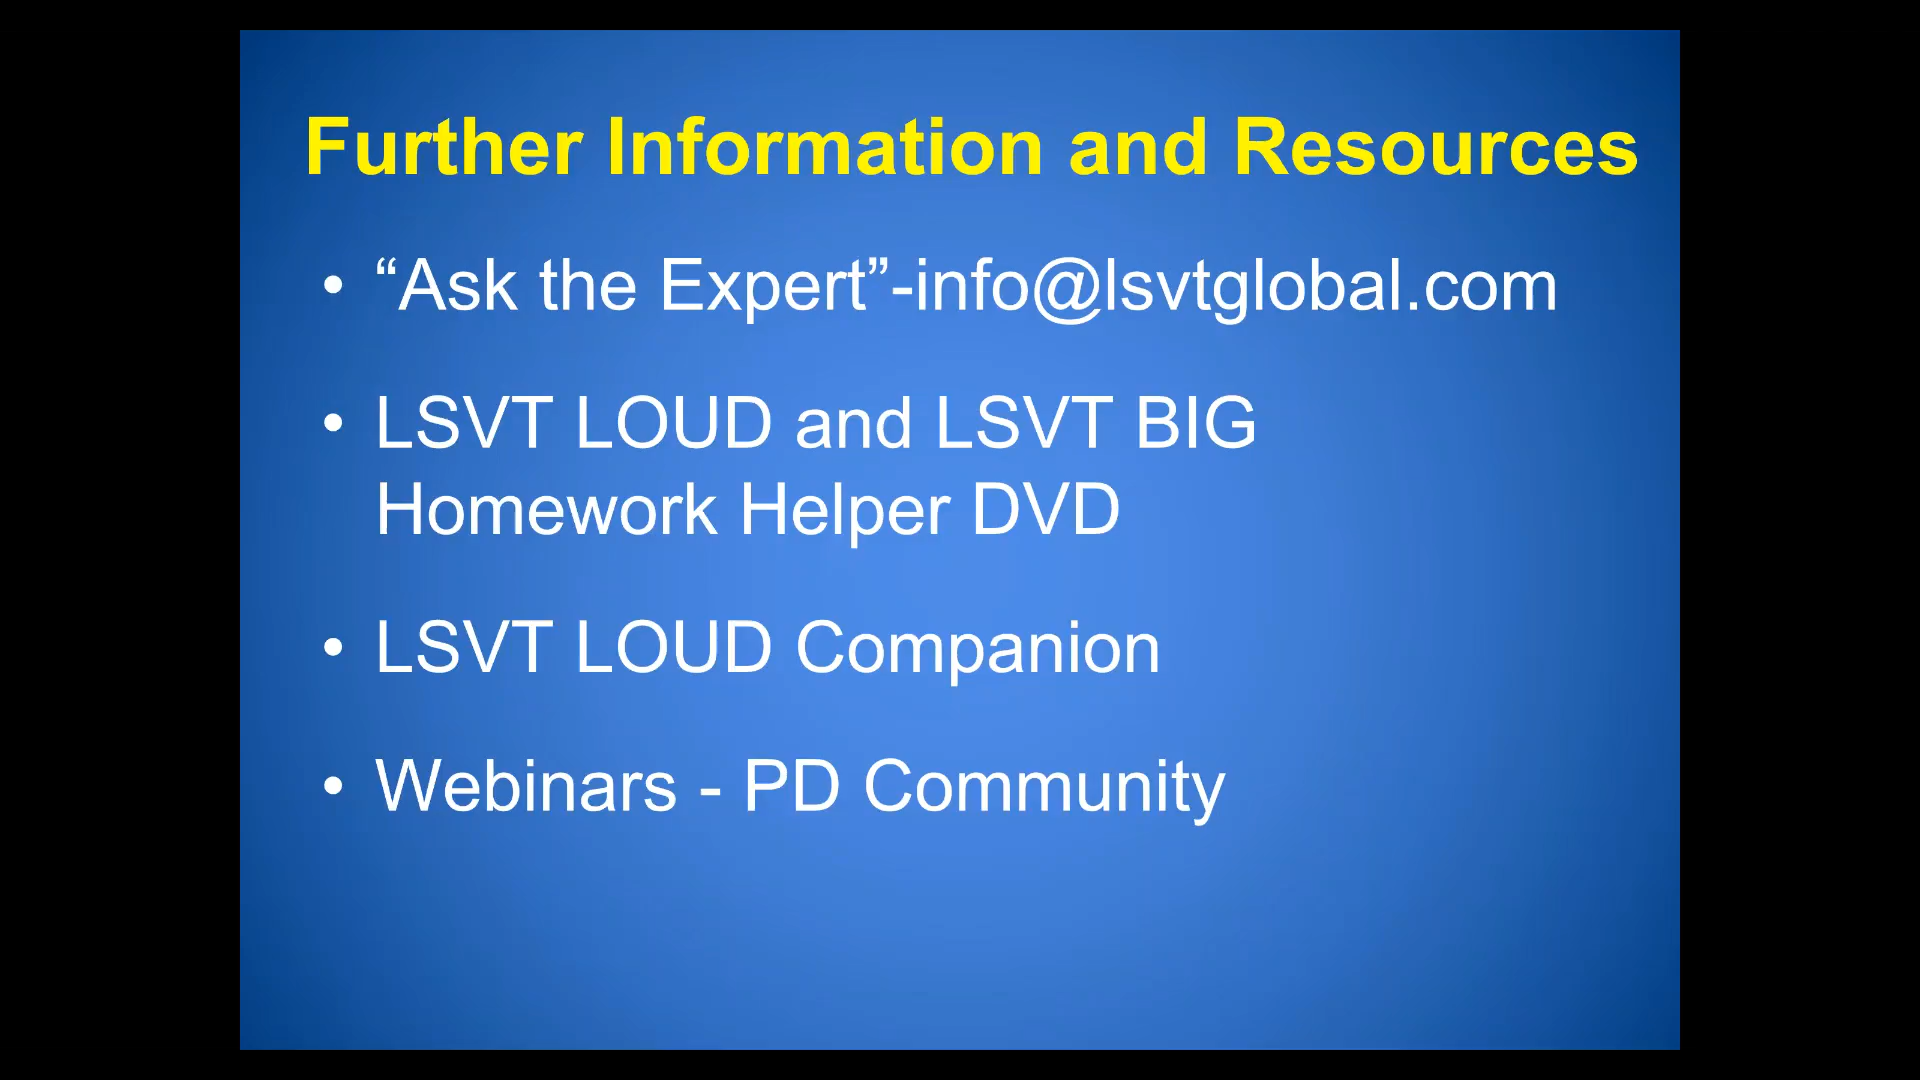 Further Information and Resources
• “Ask the Expert”-info@lsvtglobal.com
• LSVT LOUD and LSVT BIG
Homework Helper DVD
• LSVT LOUD Companion
• Webinars - PD Community